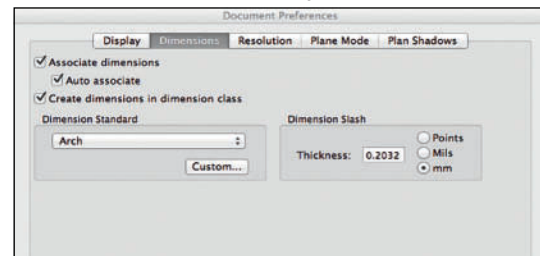 Document Preferences
Display Dimensions Resolution Plane Mode Plan Shadows
Associate dimensions
Auto associate
Create dimensions in dimension class
Dimension Standard
Arch
Custom...
Dimension Slash
Thickness: 0.2032
Points
Mils
mm